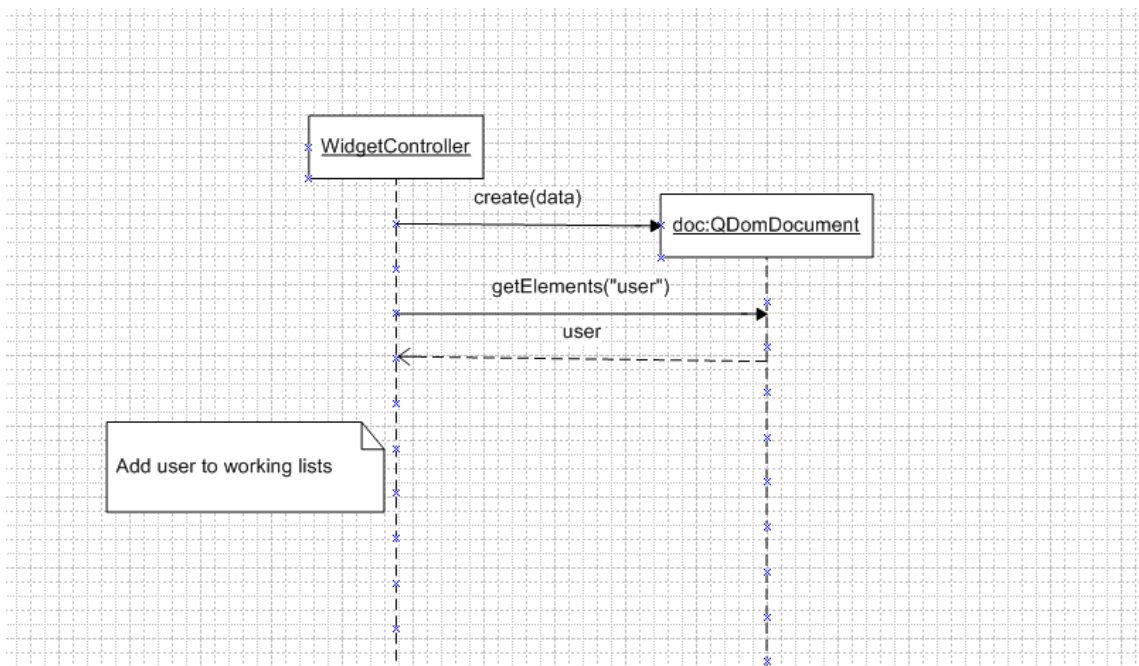 WidgetController
create(data)
doc:QDomDocument
getElements("user")
user
Add user to working lists